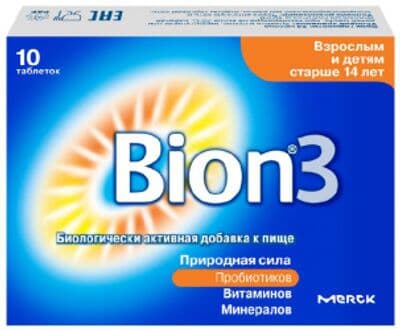 EAC
Взрослым
и детям
старше 14 лет
10
таблеток
Bion®3
Биологически активная добавка к пище
Природная сила
Пробиотиков
Витаминов
Минералов
MERCK